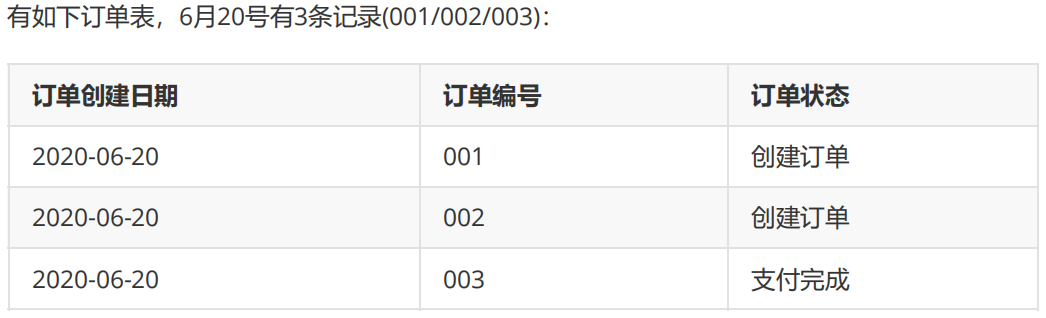 有如下订单表，6月20号有3条记录(001/002/003)：
订单创建日期 订单编号 订单状态
2020-06-20 001 创建订单
2020-06-20 002 创建订单
2020-06-20 003 支付完成